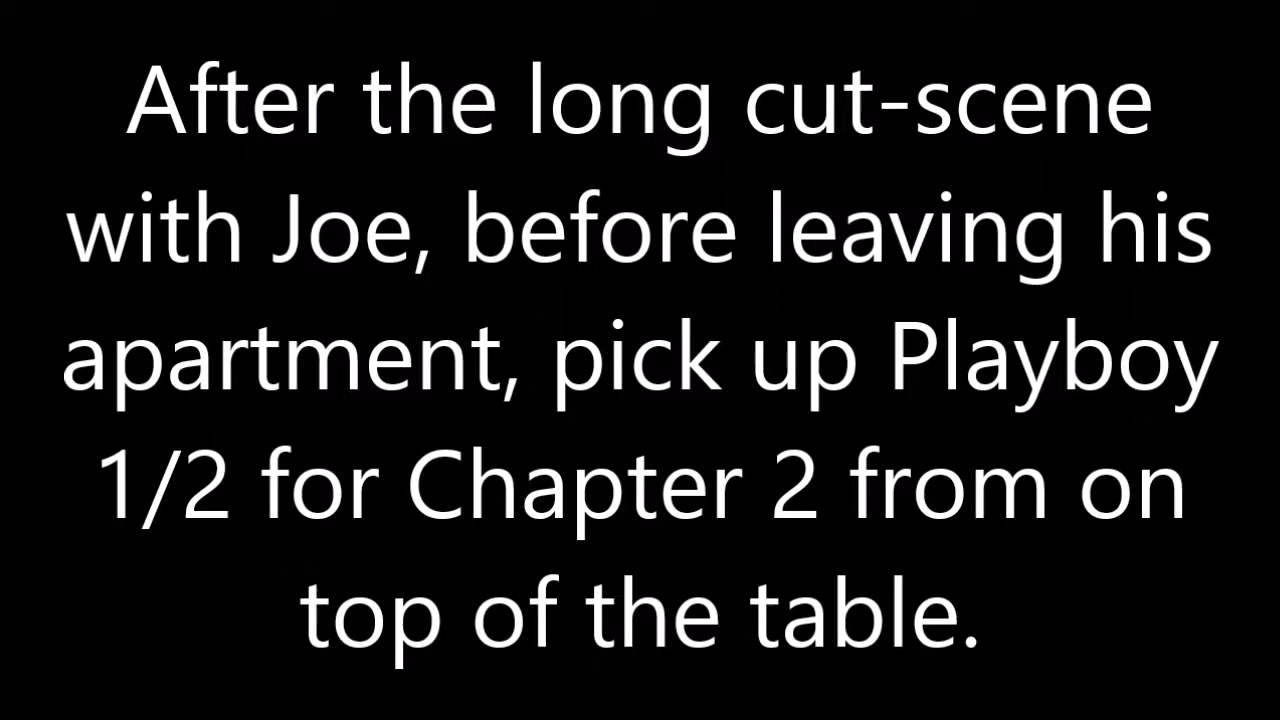 After the long cut-scene
with Joe, before leaving his
apartment, pick up Playboy
1/2 for Chapter 2 from on
top of the table.